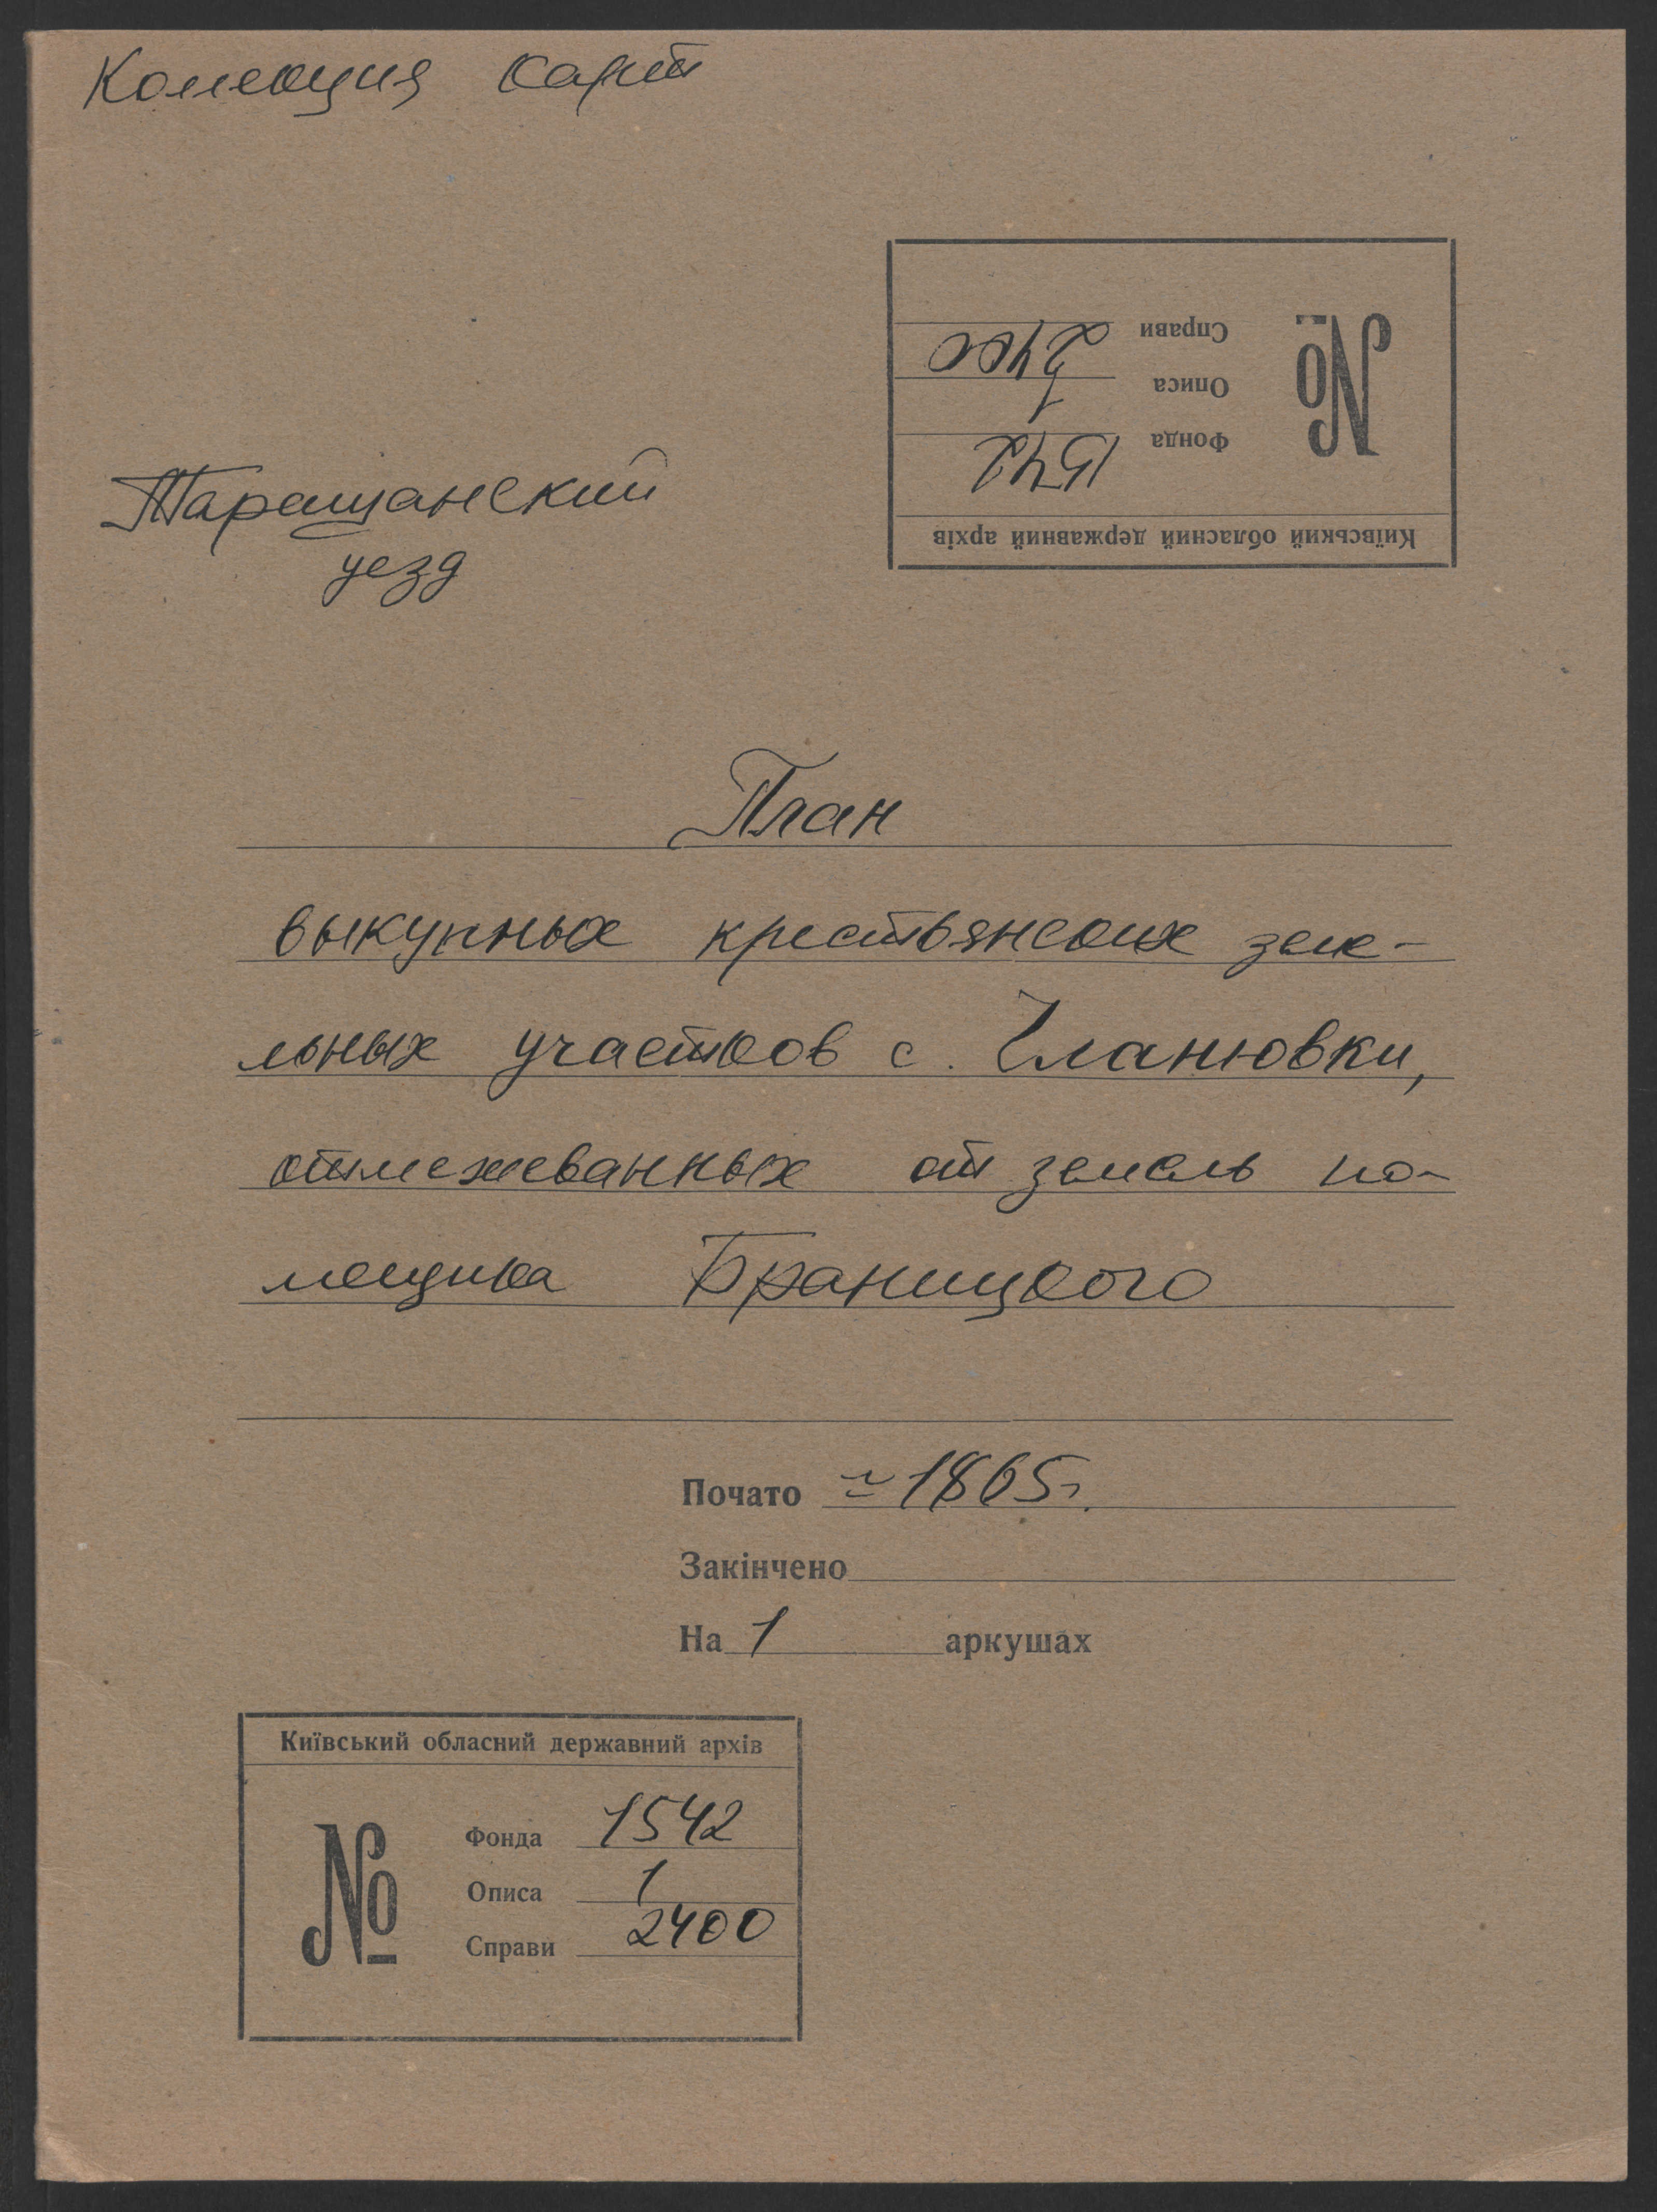 Коллекция карт
Киïвський обласний державний архів
№
Фонда 1542
Описа 1
Справи 2400
Таращанский
уезд
План
выкупных крестьянских зем-
льных участков с. Улановки,
отмежеванных от земель по-
мещика Браницкого
Почато ≃ 1865 г.
Закінчено
На 1 аркушах
Київський обласний державний архів
№
Фонда 1542
Описа 1
Справи 2400